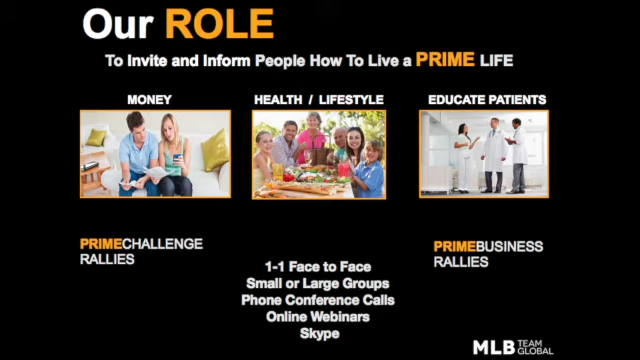 Our ROLE
To Invite and Inform People How To Live a PRIME LIFE
MONEY
HEALTH / LIFESTYLE
EDUCATE PATIENTS
PRIMECHALLENGE
RALLIES
1-1 Face to Face
Small or Large Groups
Phone Conference Calls
Online Webinars
Skype
PRIMEBUSINESS
RALLIES
MLB TEAM
GLOBAL